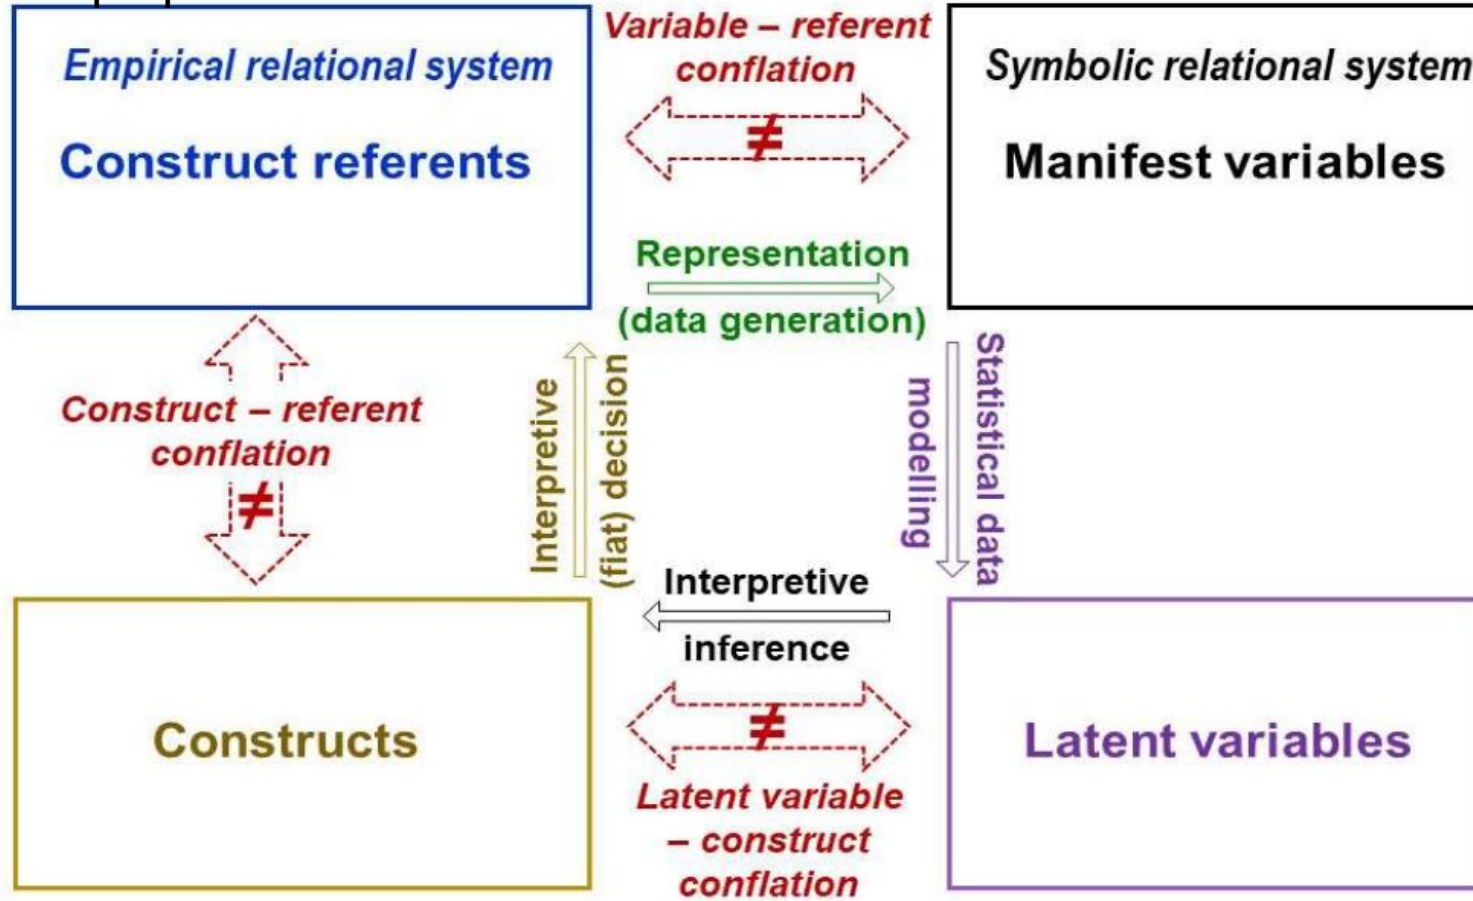 Empirical relational system
Construct referents
Variable – referent
conflation
≠
Symbolic relational system
Manifest variables
Representation
(data generation)
Construct – referent
conflation
≠
Interpretive
(fiat) decision
Statistical data
modelling
Interpretive
inference
Constructs
≠
Latent variable
– construct
conflation
Latent variables